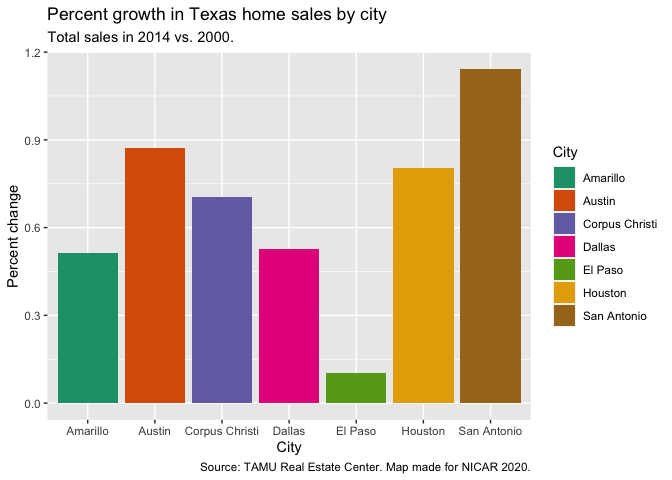 Percent growth in Texas home sales by city
Total sales in 2014 vs. 2000.
1.2
0.9
0.6
0.3
0.0
Percent change
Amarillo Austin Corpus Christi Dallas El Paso Houston San Antonio
City
City
Amarillo
Austin
Corpus Christi
Dallas
El Paso
Houston
San Antonio
Source: TAMU Real Estate Center. Map made for NICAR 2020.